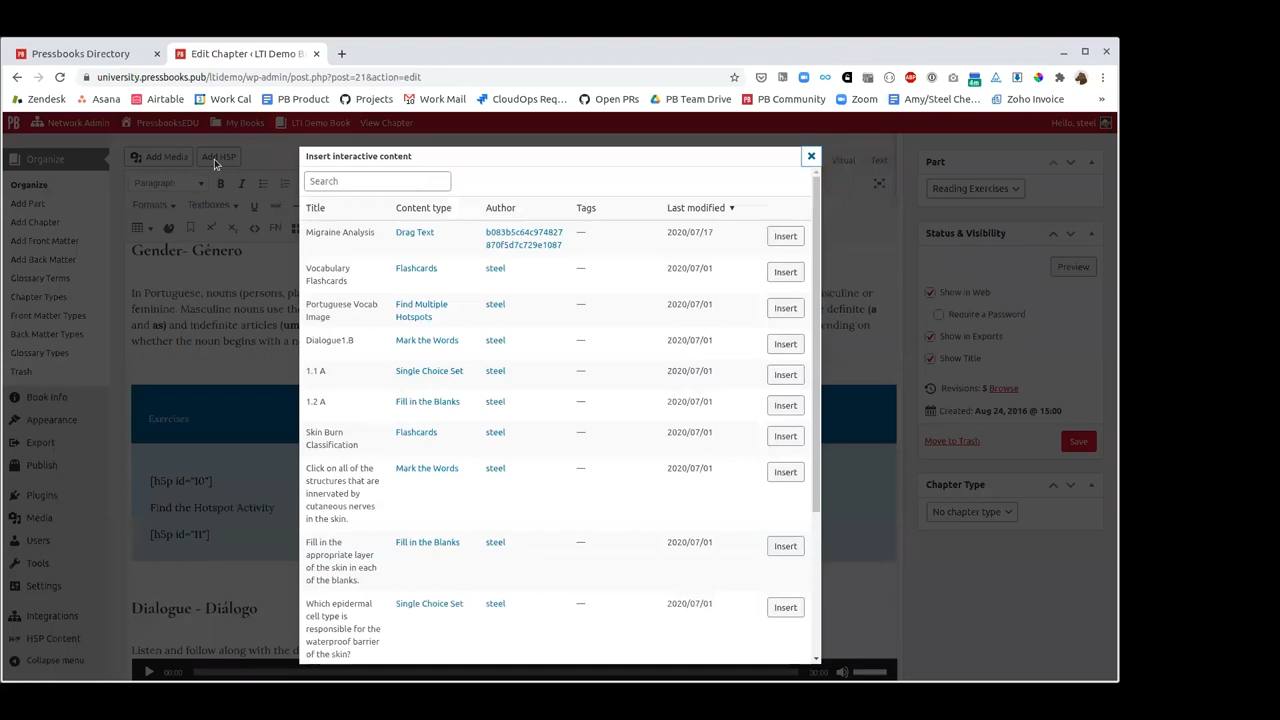 Pressbooks Directory
Edit Chapter ‹ LTI Demo B
university.pressbooks.pub/ltidemo/wp-admin/post.php?post=21&action=edit
Zendesk Asana Airtable Work Cal PB Product Projects Work Mail CloudOps Req... Open PRs PB Team Drive PB Community Zoom Amy/Steel Che... Zoho Invoice »
Network Admin PressbooksEDU My Books LTI Demo Book View Chapter Hello, steel
Organize
Organize
Add Part
Add Chapter
Add Front Matter
Add Back Matter
Glossary Terms
Chapter Types
Front Matter Types
Back Matter Types
Glossary Types
Trash
Book Info
Appearance
Export
Publish
Plugins
Media
Users
Tools
Settings
Integrations
H5P Content
Collapse menu
Add Media Add H5P
Visual Text
Paragraph
Formats Textboxes
FN
Gender- Gênero
In Portuguese, nouns (persons, pl
feminine. Masculine nouns use th
and as) and indefinite articles (um
whether the noun begins with a n
Exercises
[h5p id="10"]
Find the Hotspot Activity
[h5p id="11"]
Dialogue - Diálogo
Listen and follow along with the d
00:00 00:00
Insert interactive content
Search
Title Content type Author Tags Last modified ▼
Migraine Analysis Drag Text b083b5c64c974827 — 2020/07/17 Insert
870f5d7c729e1087
Vocabulary Flashcards steel — 2020/07/01 Insert
Flashcards
Portuguese Vocab Find Multiple steel — 2020/07/01 Insert
Image Hotspots
Dialogue1.B Mark the Words steel — 2020/07/01 Insert
1.1 A Single Choice Set steel — 2020/07/01 Insert
1.2 A Fill in the Blanks steel — 2020/07/01 Insert
Skin Burn Flashcards steel — 2020/07/01 Insert
Classification
Click on all of the Mark the Words steel — 2020/07/01 Insert
structures that are
innervated by
cutaneous nerves
in the skin.
Fill in the Fill in the Blanks steel — 2020/07/01 Insert
appropriate layer
of the skin in each
of the blanks.
Which epidermal Single Choice Set steel — 2020/07/01 Insert
cell type is
responsible for the
waterproof barrier
of the skin?
sculine or
definite (a
ending on
Part
Reading Exercises
Status & Visibility
Preview
Show in Web
Require a Password
Show in Exports
Show Title
Revisions: 5 Browse
Created: Aug 24, 2016 @ 15:00
Move to Trash Save
Chapter Type
No chapter type